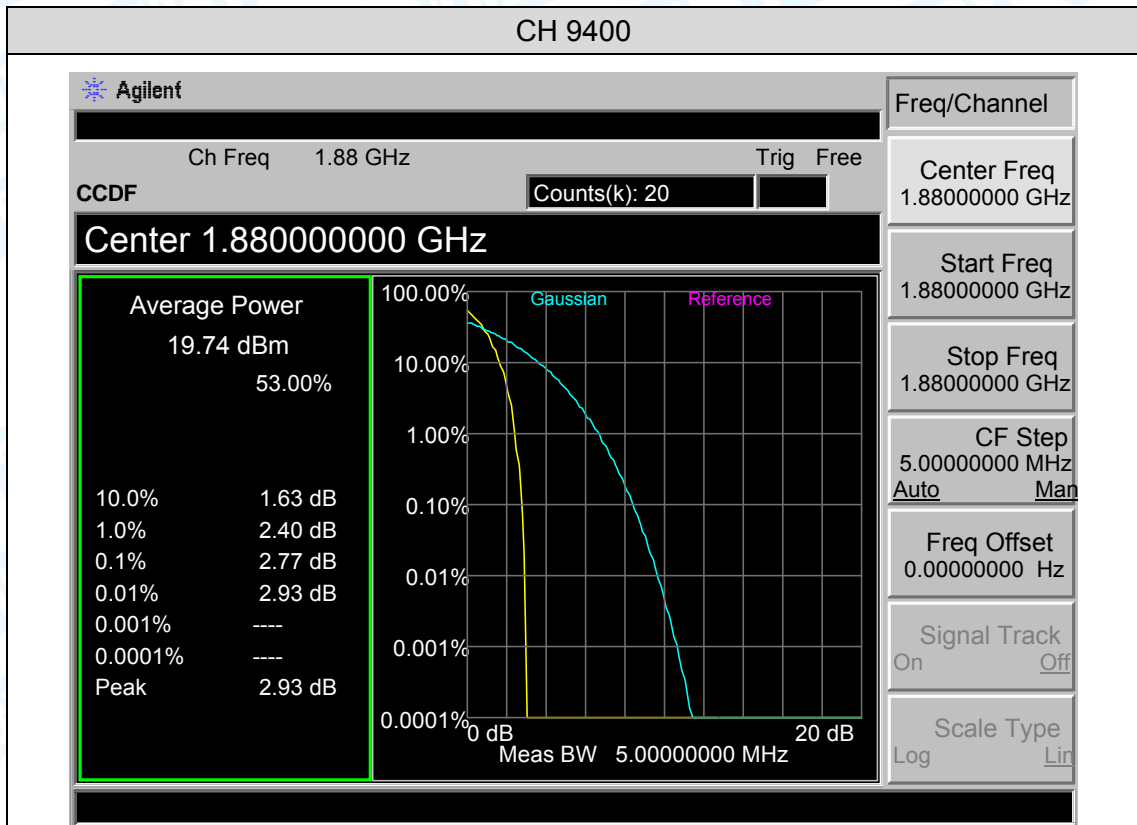 CH 9400
Agilent
Ch Freq 1.88 GHz Trig Free
CCDF Counts(k): 20
Center 1.880000000 GHz
Average Power
19.74 dBm
53.00%
10.0% 1.63 dB
1.0% 2.40 dB
0.1% 2.77 dB
0.01% 2.93 dB
0.001% ----
0.0001% ----
Peak 2.93 dB
Gaussian Reference
100.00%
10.00%
1.00%
0.10%
0.01%
0.001%
0.0001%
0 dB 20 dB
Meas BW 5.00000000 MHz
Freq/Channel
Center Freq
1.88000000 GHz
Start Freq
1.88000000 GHz
Stop Freq
1.88000000 GHz
CF Step
5.00000000 MHz
Auto Man
Freq Offset
0.00000000 Hz
Signal Track
On Off
Scale Type
Log Lin